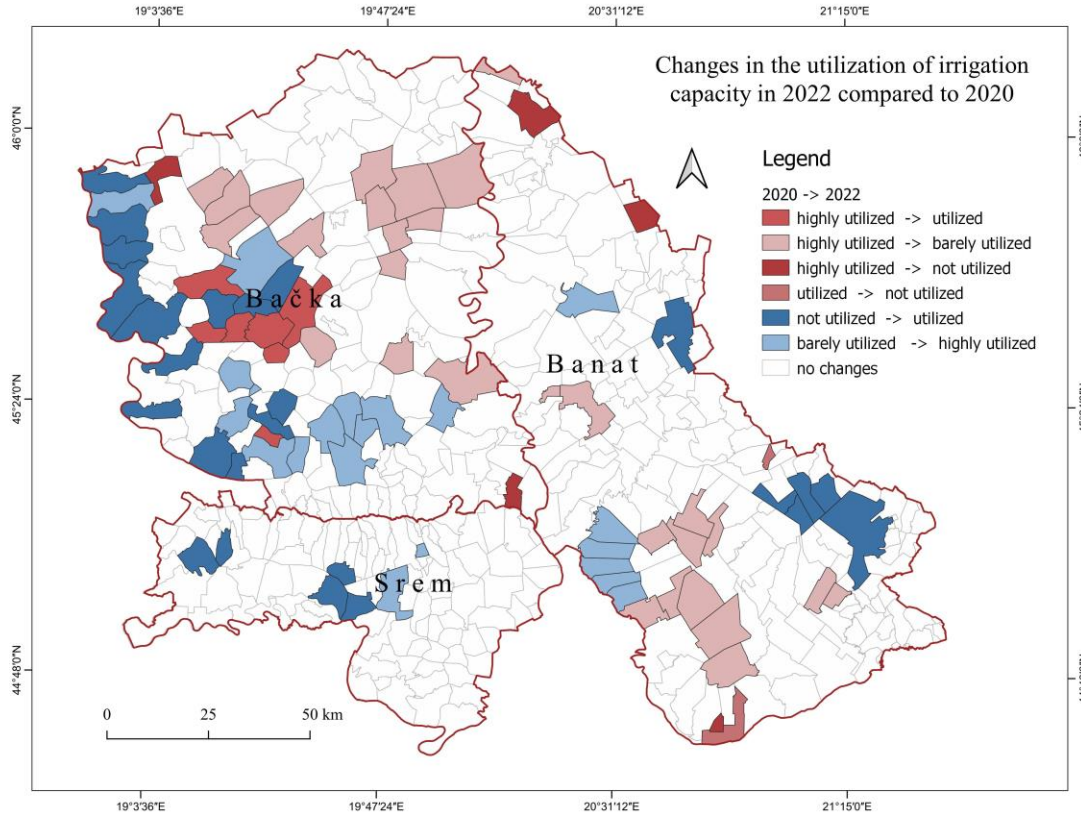 19°3'36"E 19°47'24"E 20°31'12"E 21°15'0"E
Changes in the utilization of irrigation
capacity in 2022 compared to 2020
46°0'0"N
Legend
2020 -> 2022
highly utilized -> utilized
highly utilized -> barely utilized
highly utilized -> not utilized
utilized -> not utilized
not utilized -> utilized
barely utilized -> highly utilized
no changes
Bačka
Banat
45°24'0"N
Srem
44°48'0"N
0 25 50 km
19°3'36"E 19°47'24"E 20°31'12"E 21°15'0"E